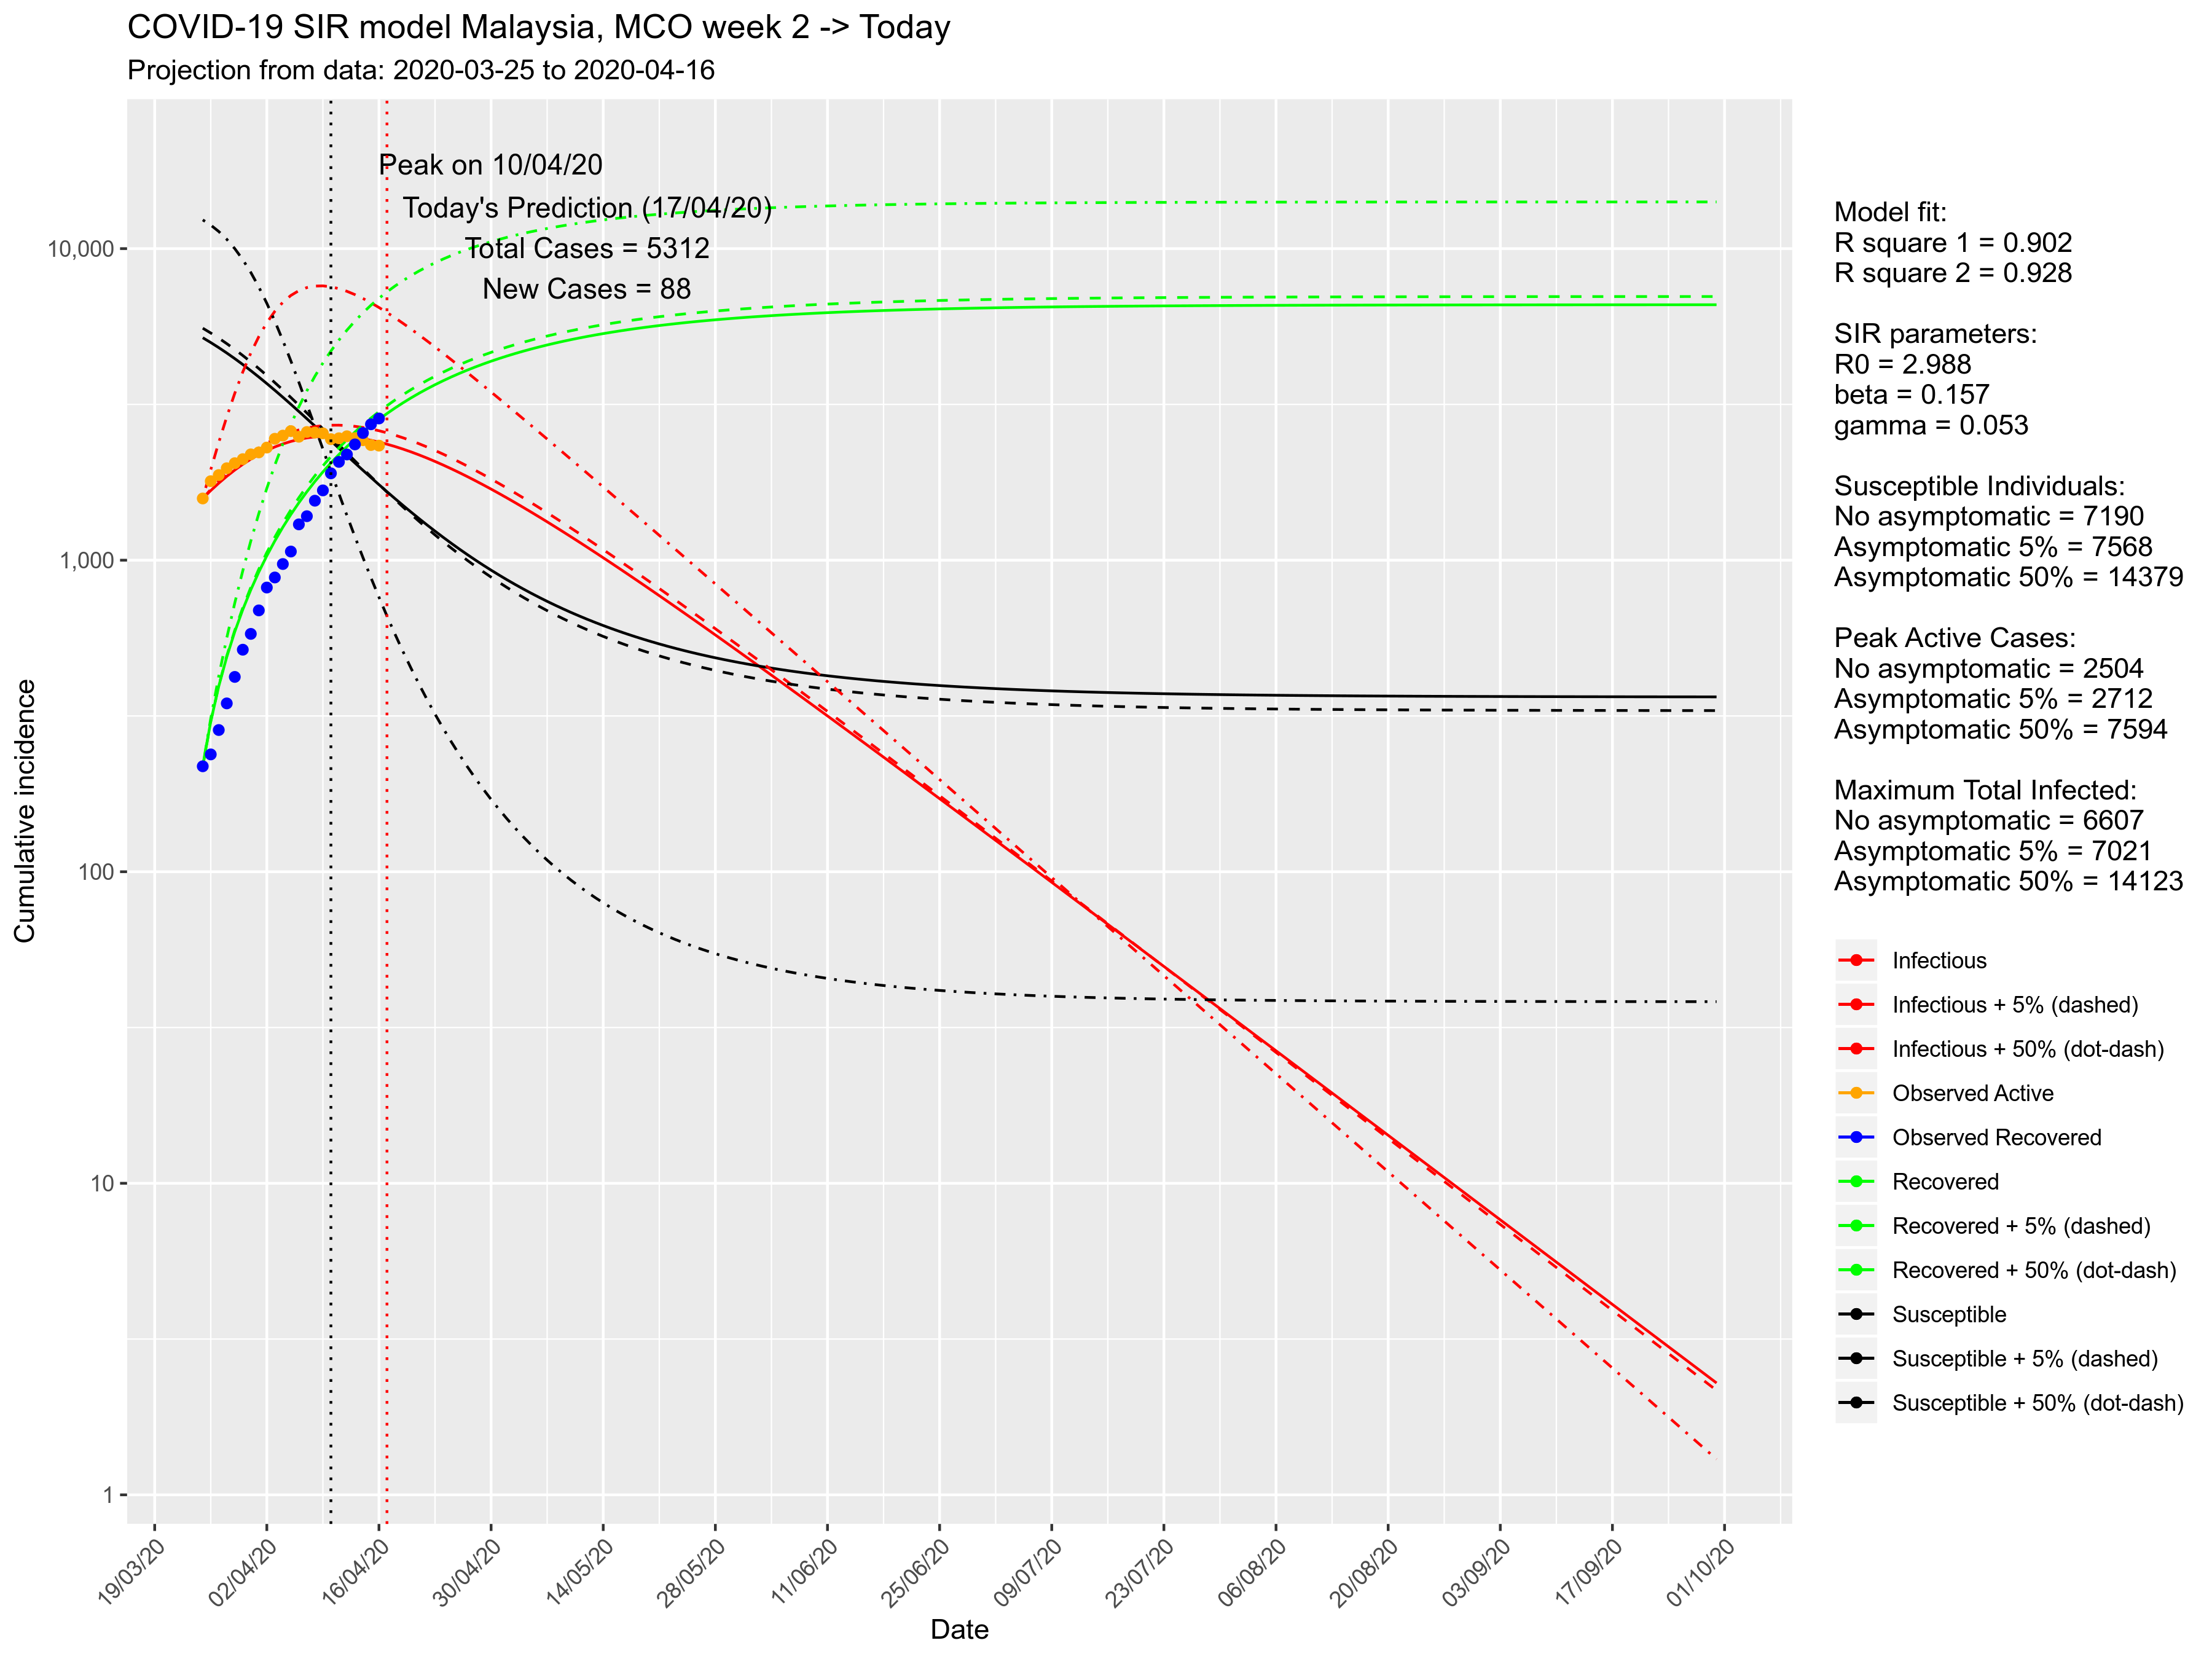 COVID-19 SIR model Malaysia, MCO week 2 -> Today
Projection from data: 2020-03-25 to 2020-04-16
Peak on 10/04/20
Today's Prediction (17/04/20)
Total Cases = 5312
New Cases = 88
10,000
1,000
100
10
1
Cumulative incidence
19/03/20
02/04/20
16/04/20
30/04/20
14/05/20
28/05/20
11/06/20
25/06/20
09/07/20
23/07/20
06/08/20
20/08/20
03/09/20
17/09/20
01/10/20
Date
Model fit:
R square 1 = 0.902
R square 2 = 0.928
SIR parameters:
R0 = 2.988
beta = 0.157
gamma = 0.053
Susceptible Individuals:
No asymptomatic = 7190
Asymptomatic 5% = 7568
Asymptomatic 50% = 14379
Peak Active Cases:
No asymptomatic = 2504
Asymptomatic 5% = 2712
Asymptomatic 50% = 7594
Maximum Total Infected:
No asymptomatic = 6607
Asymptomatic 5% = 7021
Asymptomatic 50% = 14123
Infectious
Infectious + 5% (dashed)
Infectious + 50% (dot-dash)
Observed Active
Observed Recovered
Recovered
Recovered + 5% (dashed)
Recovered + 50% (dot-dash)
Susceptible
Susceptible + 5% (dashed)
Susceptible + 50% (dot-dash)